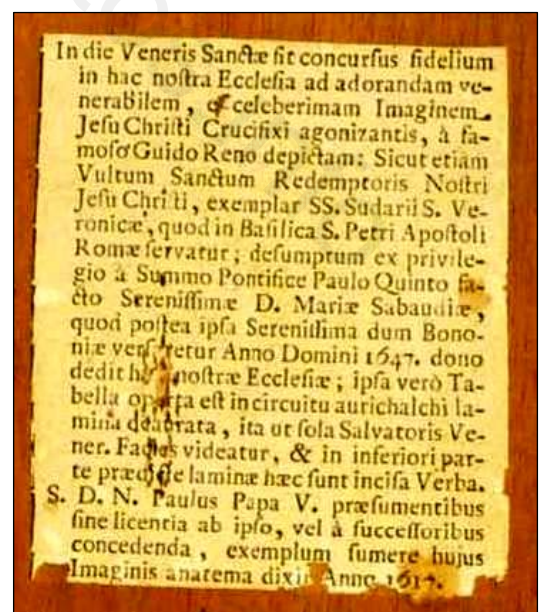 In die Veneris Sanctæ fit concurſus fidelium
in hac noſtra Eccleſia ad adorandam ve-
nerabilem, & celeberimam Imaginem
Jeſu Chriſti Crucifixi agonizantis, à fa-
moſo Guido Reno depictam: Sicut etiam
Vultum Sanctum Redemptoris Noſtri
Jeſu Chriſti, exemplar SS. Sudarii S. Ve-
ronicæ, quod in Baſilica S. Petri Apoſtoli
Romæ ſervatur; deſumptum ex privile-
gio à Summo Pontifice Paulo Quinto fa-
cto Sereniſſimæ D. Mariæ Sabaudiæ,
quod poſtea ipſa Sereniſſima dum Bono-
niæ verſaretur Anno Domini 1647. dono
dedit noſtræ Eccleſiæ; ipſa verò Ta-
bella operta eſt in circuitu aurichalchi la-
mina deaurata, ita ut ſola Salvatoris Ve-
ner. Facies videatur, & in inferiori par-
te prædictæ laminæ hæc ſunt inciſa Verba.
S. D. N. Paulus Papa V. præſumentibus
ſine licentia ab ipſo, vel à ſucceſſoribus
concedenda, exemplum ſumere hujus
Imaginis anatema dixit Anno